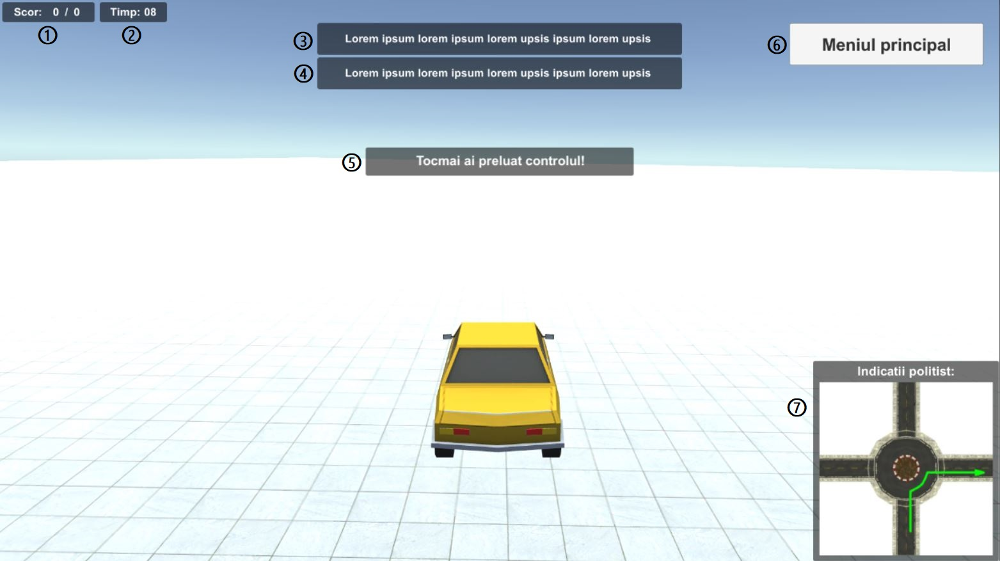 Scor: 0 / 0
Timp: 08
①
②
③ Lorem ipsum lorem ipsum lorem upsis ipsum lorem upsis
④ Lorem ipsum lorem ipsum lorem upsis ipsum lorem upsis
⑥ Meniul principal
⑤ Tocmai ai preluat controlul!
⑦
Indicatii politist: